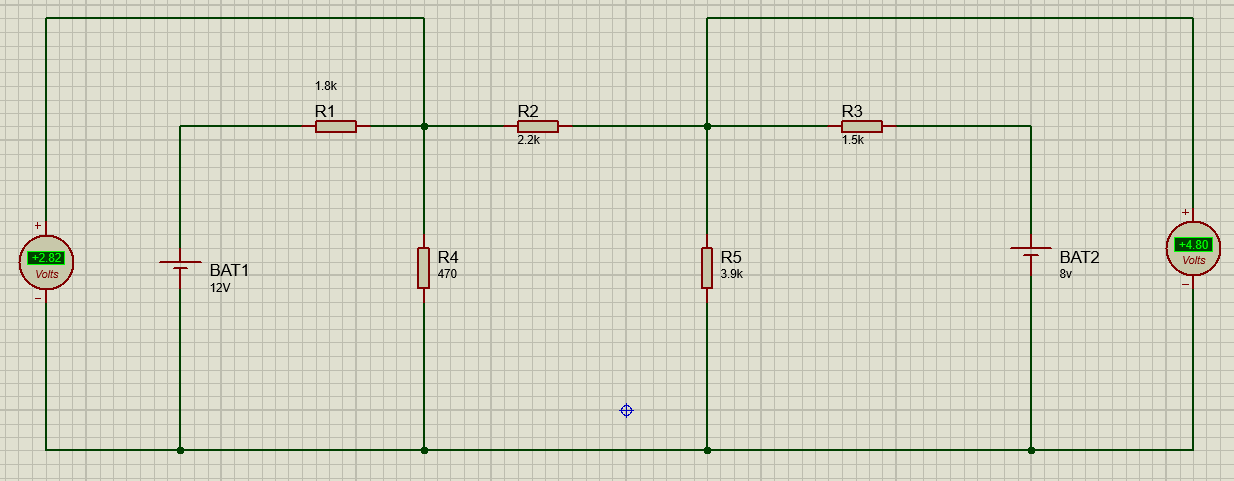 1.8k
R1
R2
2.2k
R3
1.5k
+
+2.82
Volts
−
BAT1
12V
R4
470
R5
3.9k
BAT2
8v
+
+4.80
Volts
−